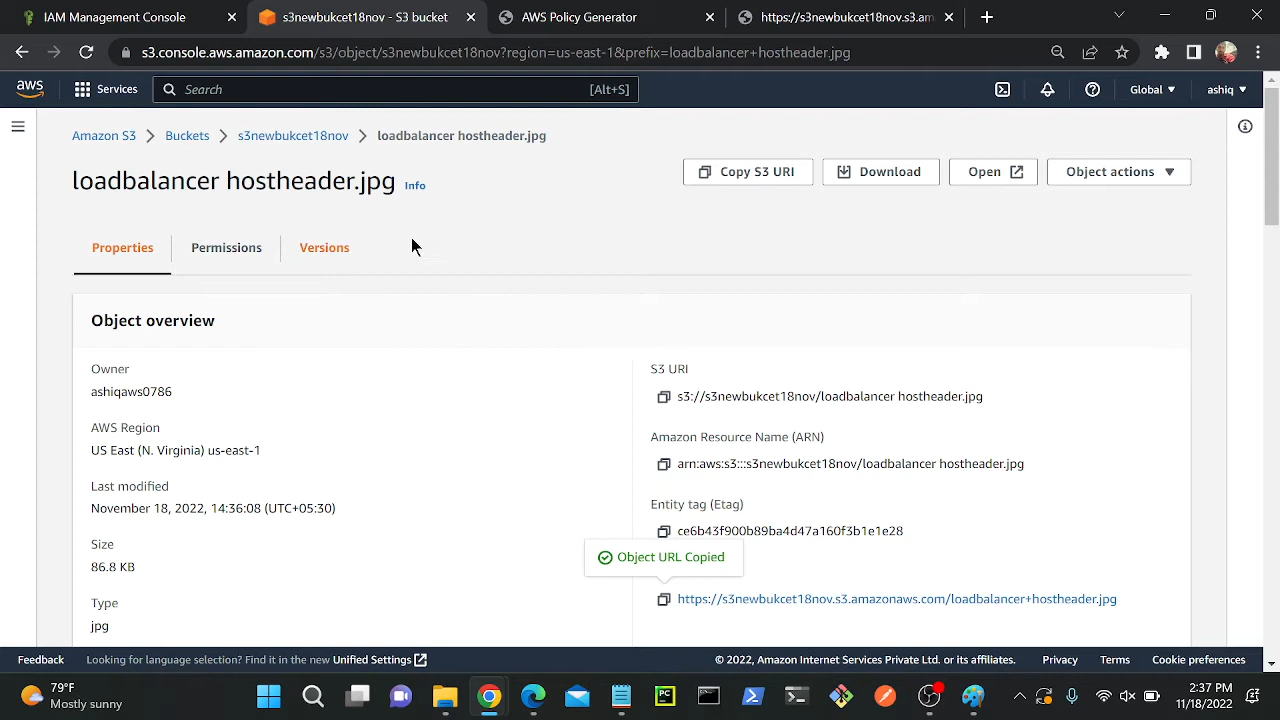 IAM Management Console
s3newbukcet18nov - S3 bucket
AWS Policy Generator
https://s3newbukcet18nov.s3.am
s3.console.aws.amazon.com/s3/object/s3newbukcet18nov?region=us-east-1&prefix=loadbalancer+hostheader.jpg
aws
Services
Search
[Alt+S]
Global
ashiq
Amazon S3
Buckets
s3newbukcet18nov
loadbalancer hostheader.jpg
loadbalancer hostheader.jpg
Info
Copy S3 URI
Download
Open
Object actions
Properties
Permissions
Versions
Object overview
Owner
ashiqaws0786
AWS Region
US East (N. Virginia) us-east-1
Last modified
November 18, 2022, 14:36:08 (UTC+05:30)
Size
86.8 KB
Type
jpg
S3 URI
s3://s3newbukcet18nov/loadbalancer hostheader.jpg
Amazon Resource Name (ARN)
arn:aws:s3:::s3newbukcet18nov/loadbalancer hostheader.jpg
Entity tag (Etag)
ce6b43f900b89ba4d47a160f3b1e1e28
Object URL Copied
https://s3newbukcet18nov.s3.amazonaws.com/loadbalancer+hostheader.jpg
Feedback
Looking for language selection? Find it in the new Unified Settings
© 2022, Amazon Internet Services Private Ltd. or its affiliates.
Privacy
Terms
Cookie preferences
79°F
Mostly sunny
PC
2:37 PM
11/18/2022